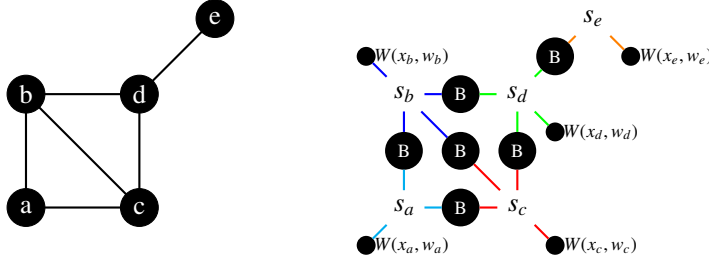 e
b d
a c
s_e
B W(x_e, w_e)
W(x_b, w_b)
s_b B s_d
W(x_d, w_d)
B B B
s_a B s_c
W(x_a, w_a) W(x_c, w_c)